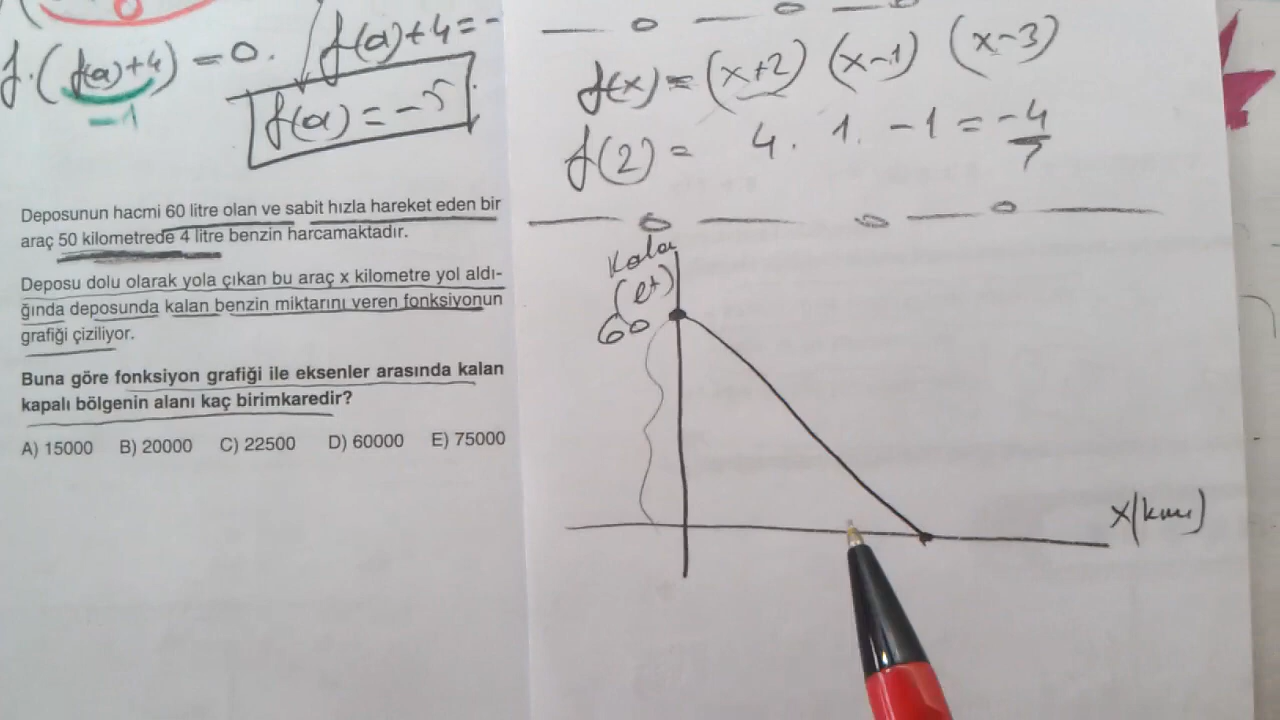 f.(f(a)+4) = 0.
f(a)+4 = -
-1
f(a) = -5
Deposunun hacmi 60 litre olan ve sabit hızla hareket eden bir
araç 50 kilometrede 4 litre benzin harcamaktadır.
Deposu dolu olarak yola çıkan bu araç x kilometre yol aldı-
ğında deposunda kalan benzin miktarını veren fonksiyonun
grafiği çiziliyor.
Buna göre fonksiyon grafiği ile eksenler arasında kalan
kapalı bölgenin alanı kaç birimkaredir?
A) 15000 B) 20000 C) 22500 D) 60000 E) 75000
f(x) = (x+2) (x-1) (x-3)
f(2) = 4. 1. -1 = -4
Kalan
(lt)
60
x(km)